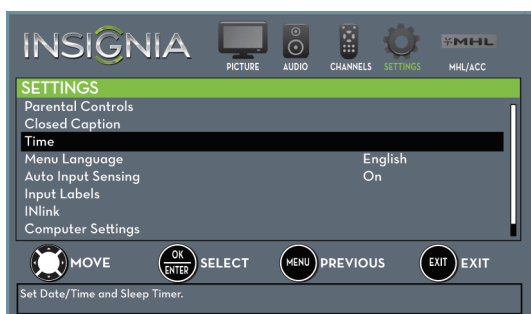 INSIGNIA
PICTURE AUDIO CHANNELS SETTINGS MHL MHL/ACC
SETTINGS
Parental Controls
Closed Caption
Time
Menu Language English
Auto Input Sensing On
Input Labels
INlink
Computer Settings
MOVE OK ENTER SELECT MENU PREVIOUS EXIT EXIT
Set Date/Time and Sleep Timer.